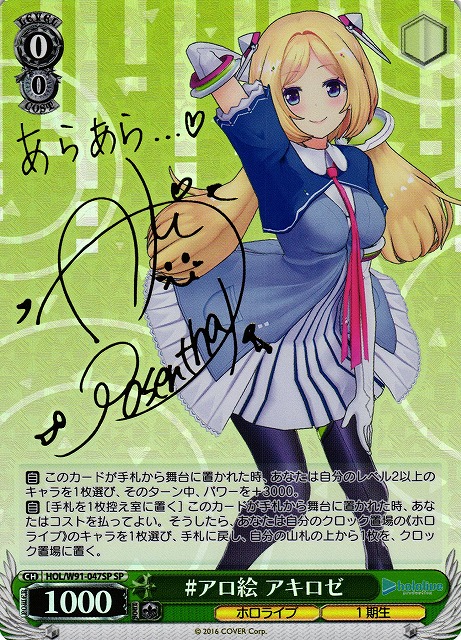 LEVEL
0
0
COST
あらあら…♡
Aki
Rosenthal
自 このカードが手札から舞台に置かれた時、あなたは自分のレベル2以上の
キャラを1枚選び、そのターン中、パワーを+3000。
自 [手札を1枚控え室に置く] このカードが手札から舞台に置かれた時、あな
たはコストを払ってよい。そうしたら、あなたは自分のクロック置場の《ホロ
ライブ》のキャラを1枚選び、手札に戻し、自分の山札の上から1枚を、クロ
ック置場に置く。
CH HOL/W91-047SP SP
POWER
1000
#アロ絵 アキロゼ
hololive
ホロライブ
1期生
© 2016 COVER Corp.